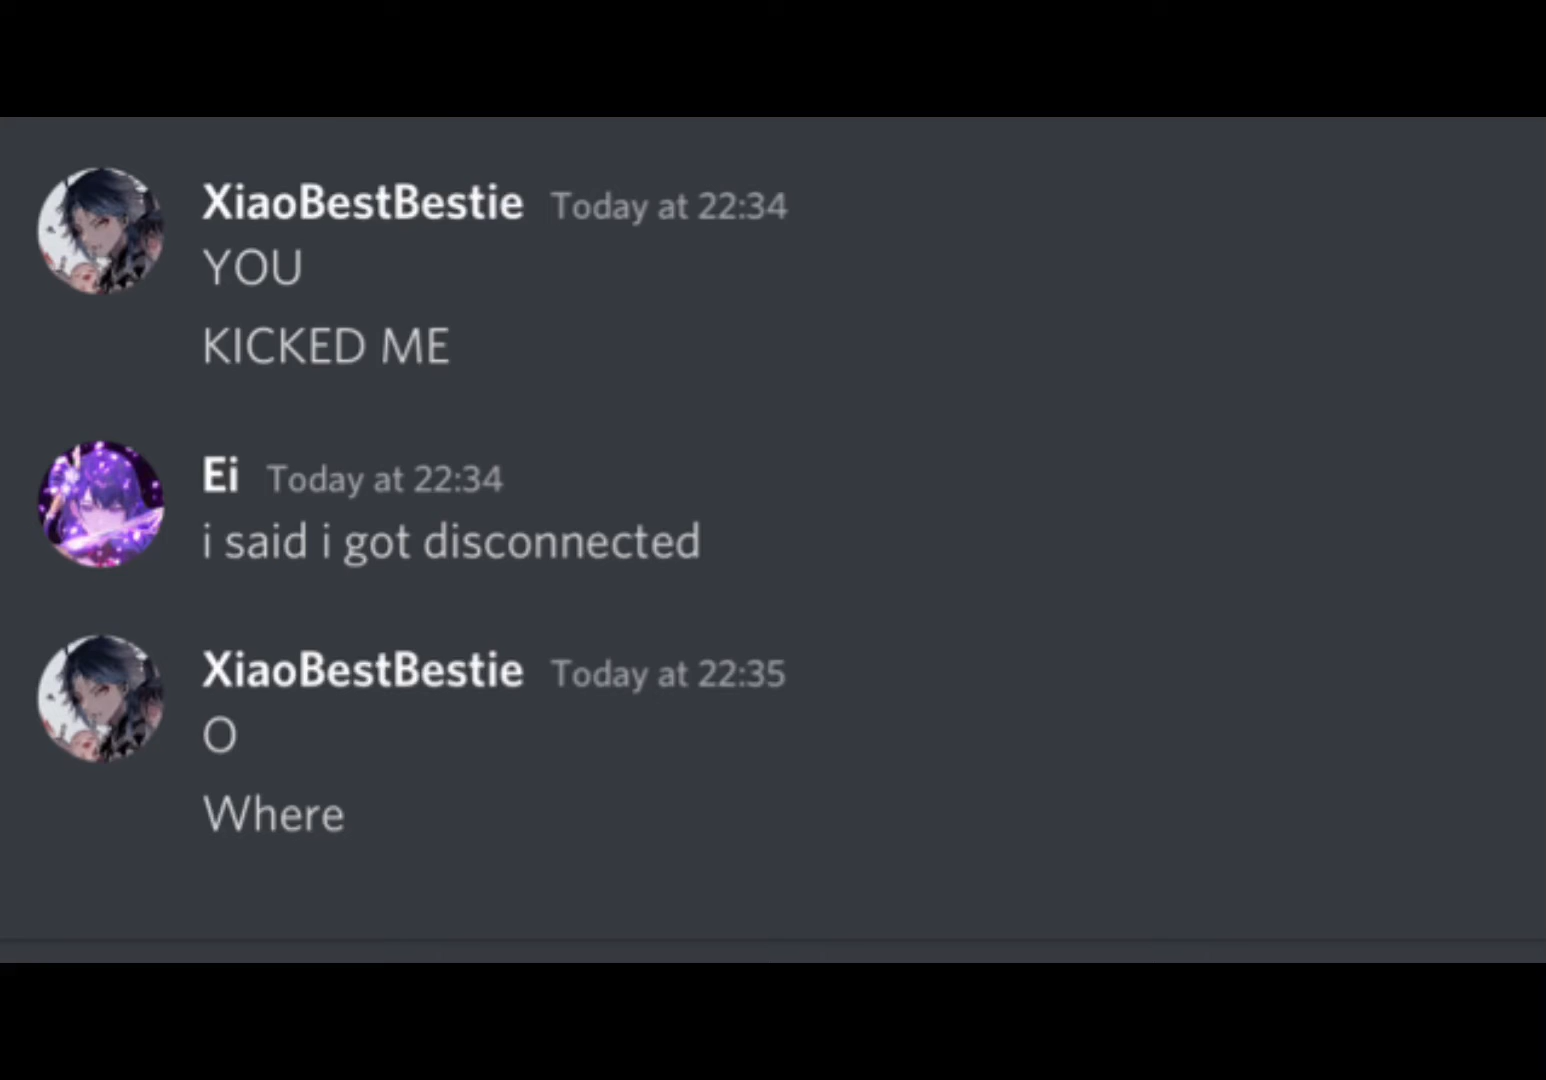 XiaoBestBestie Today at 22:34
YOU
KICKED ME
Ei Today at 22:34
i said i got disconnected
XiaoBestBestie Today at 22:35
O
Where